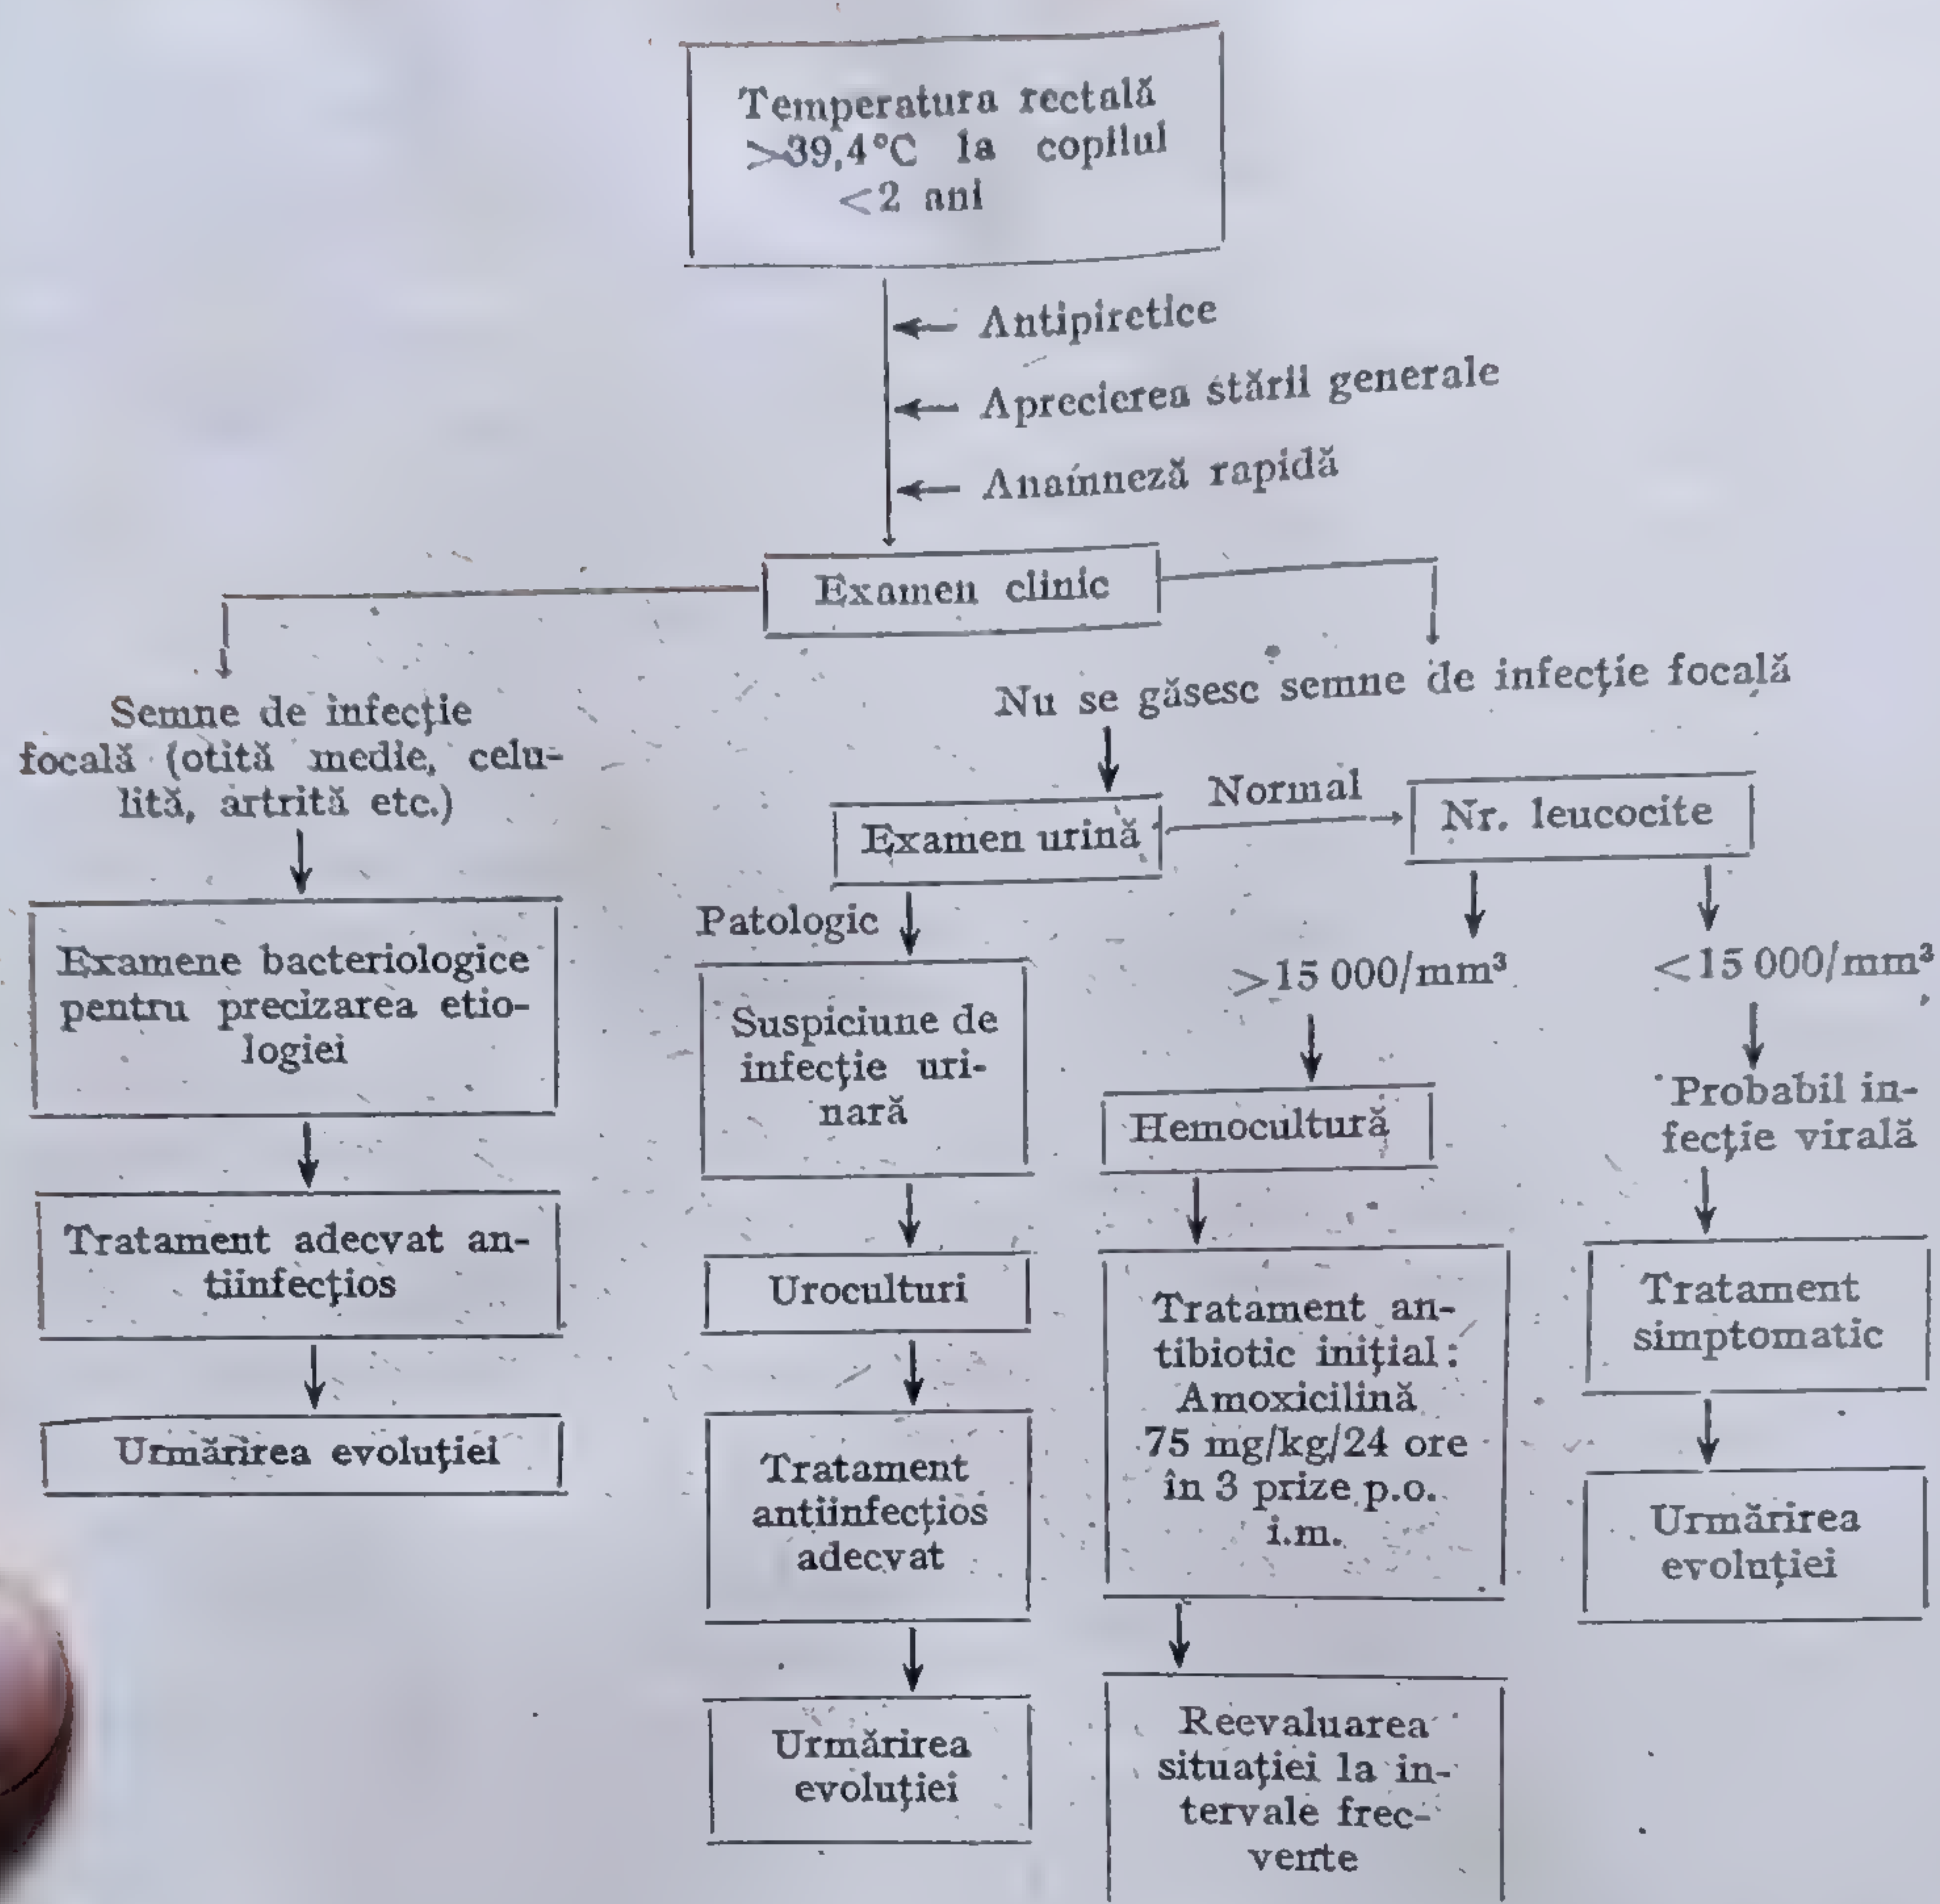 Temperatura rectală
>39,4°C la copilul
<2 ani
Antipiretice
Aprecierea stării generale
Anamneză rapidă
Examen clinic
Semne de infecție
focală (otită medie, celu-
lită, artrită etc.)
Examene bacteriologice
pentru precizarea etio-
logiei
Tratament adecvat an-
tiinfecțios
Urmărirea evoluției
Nu se găsesc semne de infecție focală
Examen urină
Normal
Nr. leucocite
Patologic
Suspiciune de
infecție uri-
nară
Uroculturi
Tratament
antiinfecțios
adecvat
Urmărirea
evoluției
>15 000/mm³
Hemocultură
Tratament an-
tibiotic inițial:
Amoxicilină
75 mg/kg/24 ore
în 3 prize p.o.
i.m.
Reevaluarea
situației la in-
tervale frec-
vente
<15 000/mm³
Probabil in-
fecție virală
Tratament
simptomatic
Urmărirea
evoluției